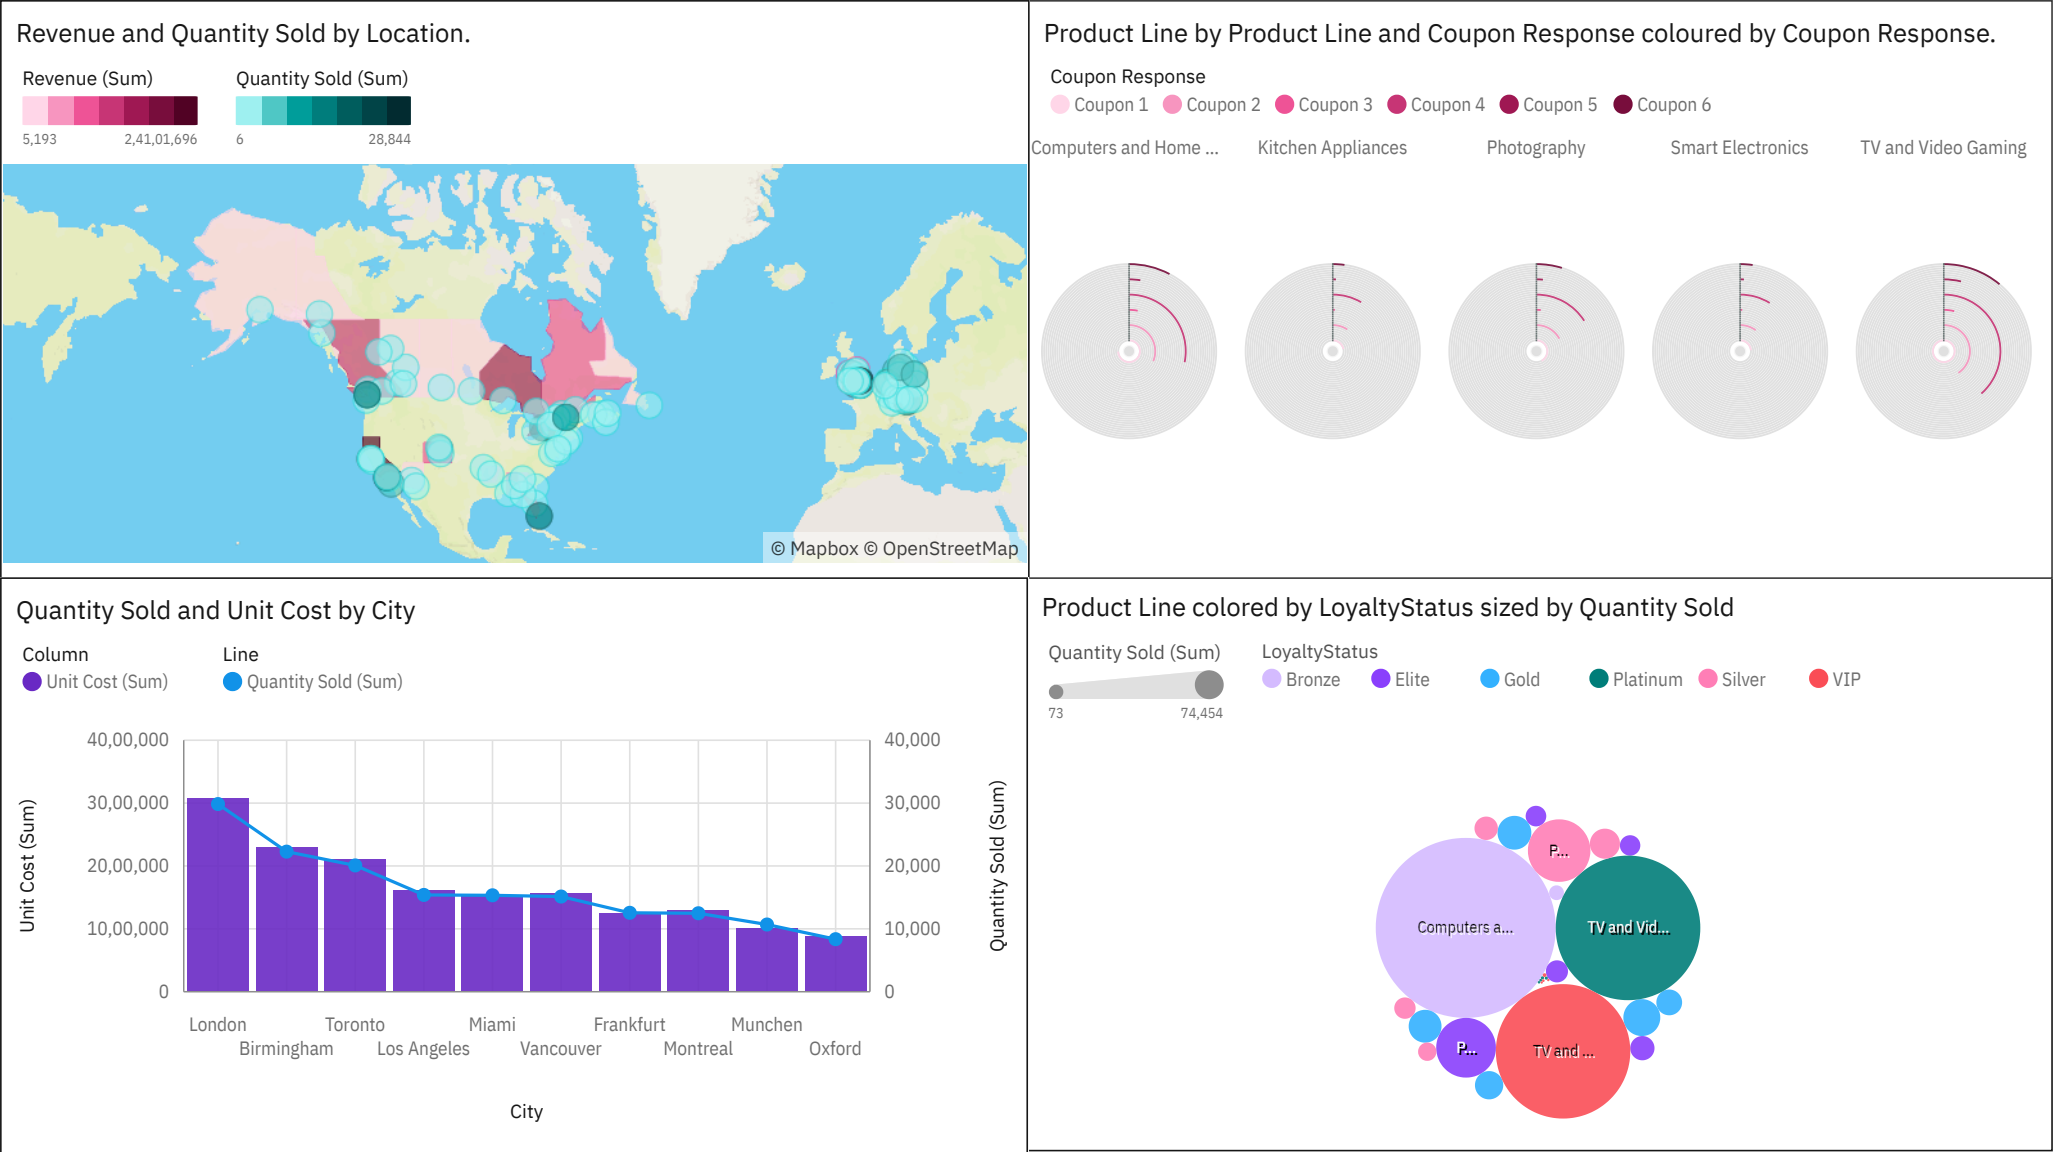 Revenue and Quantity Sold by Location.
Revenue (Sum)
5,193 2,41,01,696
Quantity Sold (Sum)
6 28,844
© Mapbox © OpenStreetMap
Product Line by Product Line and Coupon Response coloured by Coupon Response.
Coupon Response
Coupon 1 Coupon 2 Coupon 3 Coupon 4 Coupon 5 Coupon 6
Computers and Home ... Kitchen Appliances Photography Smart Electronics TV and Video Gaming
Quantity Sold and Unit Cost by City
Column
Unit Cost (Sum)
Line
Quantity Sold (Sum)
Unit Cost (Sum)
40,00,000
30,00,000
20,00,000
10,00,000
0
40,000
30,000
20,000
10,000
0
Quantity Sold (Sum)
London Toronto Miami Frankfurt Munchen
Birmingham Los Angeles Vancouver Montreal Oxford
City
Product Line colored by LoyaltyStatus sized by Quantity Sold
Quantity Sold (Sum)
73 74,454
LoyaltyStatus
Bronze Elite Gold Platinum Silver VIP
P...
Computers a...
TV and Vid...
P...
TV and ...